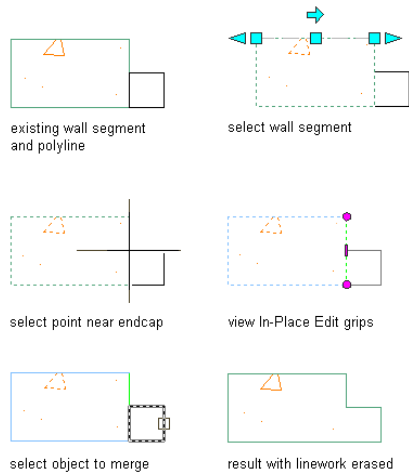 existing wall segment
and polyline
select wall segment
select point near endcap
view In-Place Edit grips
select object to merge
result with linework erased